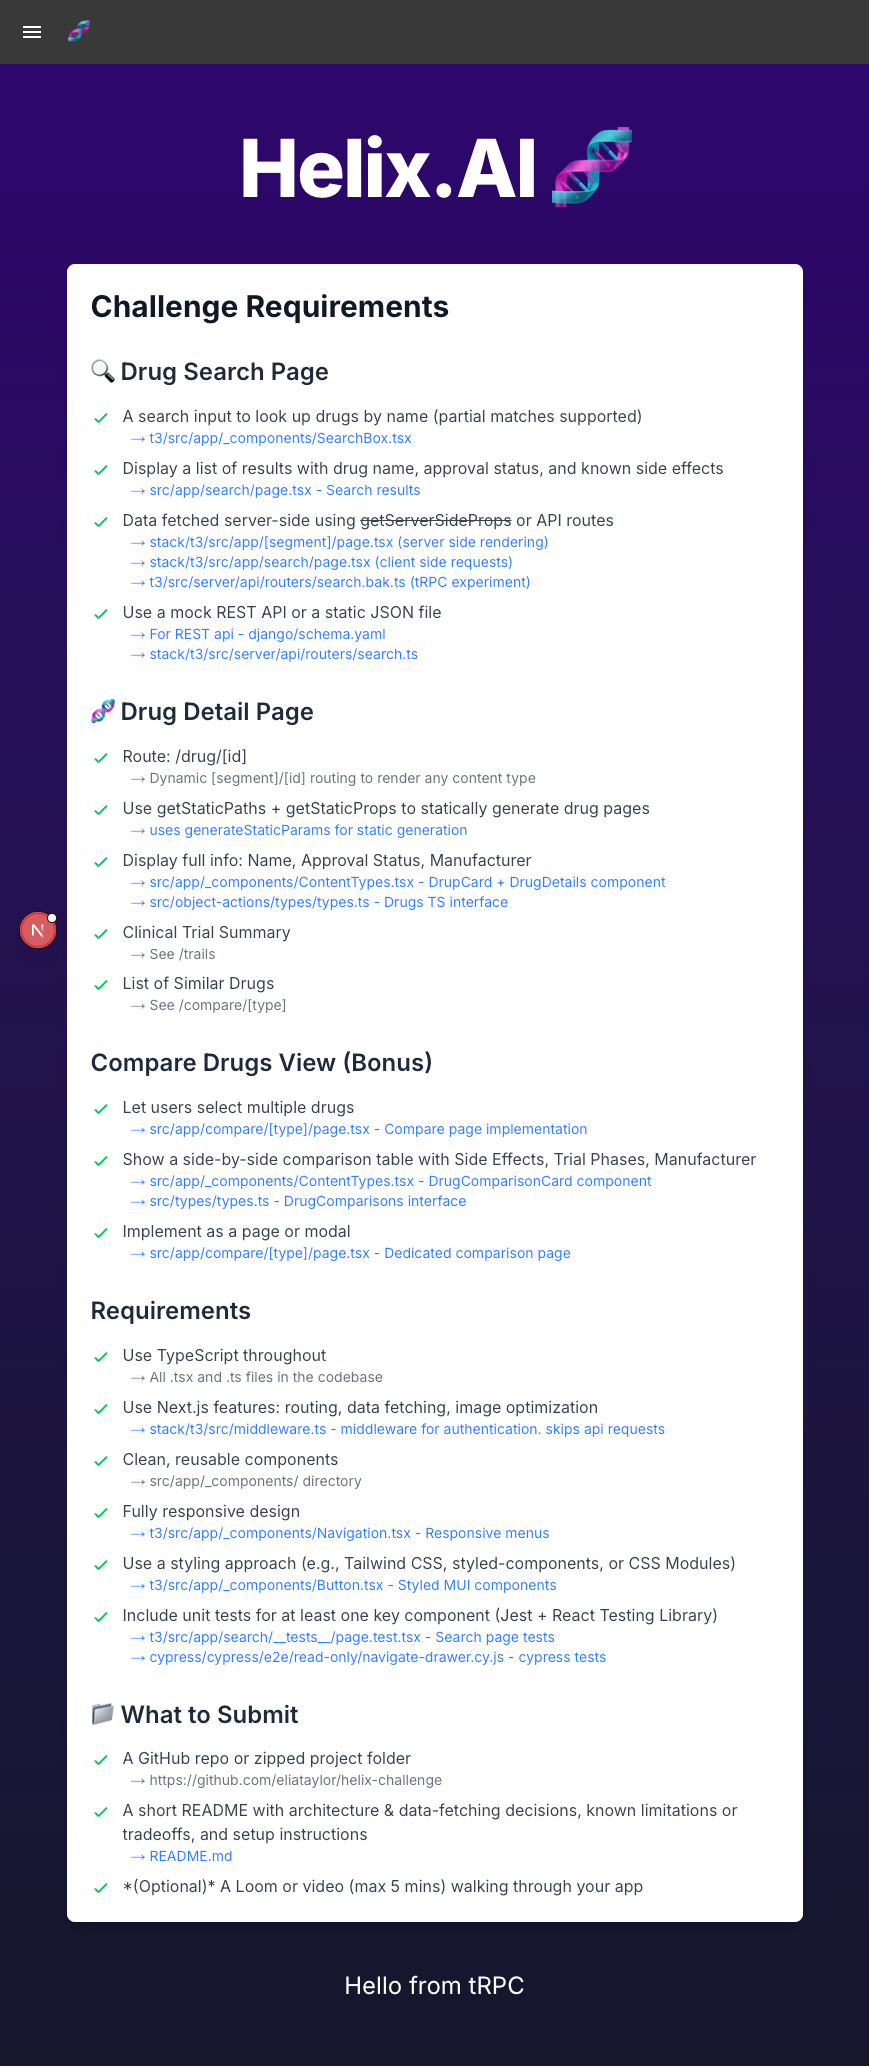 Helix.AI
Challenge Requirements
Drug Search Page
A search input to look up drugs by name (partial matches supported)
→ t3/src/app/_components/SearchBox.tsx
Display a list of results with drug name, approval status, and known side effects
→ src/app/search/page.tsx - Search results
Data fetched server-side using getServerSideProps or API routes
→ stack/t3/src/app/[segment]/page.tsx (server side rendering)
→ stack/t3/src/app/search/page.tsx (client side requests)
→ t3/src/server/api/routers/search.bak.ts (tRPC experiment)
Use a mock REST API or a static JSON file
→ For REST api - django/schema.yaml
→ stack/t3/src/server/api/routers/search.ts
Drug Detail Page
Route: /drug/[id]
→ Dynamic [segment]/[id] routing to render any content type
Use getStaticPaths + getStaticProps to statically generate drug pages
→ uses generateStaticParams for static generation
Display full info: Name, Approval Status, Manufacturer
→ src/app/_components/ContentTypes.tsx - DrupCard + DrugDetails component
→ src/object-actions/types/types.ts - Drugs TS interface
Clinical Trial Summary
→ See /trails
N
List of Similar Drugs
→ See /compare/[type]
Compare Drugs View (Bonus)
Let users select multiple drugs
→ src/app/compare/[type]/page.tsx - Compare page implementation
Show a side-by-side comparison table with Side Effects, Trial Phases, Manufacturer
→ src/app/_components/ContentTypes.tsx - DrugComparisonCard component
→ src/types/types.ts - DrugComparisons interface
Implement as a page or modal
→ src/app/compare/[type]/page.tsx - Dedicated comparison page
Requirements
Use TypeScript throughout
→ All .tsx and .ts files in the codebase
Use Next.js features: routing, data fetching, image optimization
→ stack/t3/src/middleware.ts - middleware for authentication. skips api requests
Clean, reusable components
→ src/app/_components/ directory
Fully responsive design
→ t3/src/app/_components/Navigation.tsx - Responsive menus
Use a styling approach (e.g., Tailwind CSS, styled-components, or CSS Modules)
→ t3/src/app/_components/Button.tsx - Styled MUI components
Include unit tests for at least one key component (Jest + React Testing Library)
→ t3/src/app/search/__tests__/page.test.tsx - Search page tests
→ cypress/cypress/e2e/read-only/navigate-drawer.cy.js - cypress tests
What to Submit
A GitHub repo or zipped project folder
→ https://github.com/eliataylor/helix-challenge
A short README with architecture & data-fetching decisions, known limitations or
tradeoffs, and setup instructions
→ README.md
*(Optional)* A Loom or video (max 5 mins) walking through your app
Hello from tRPC